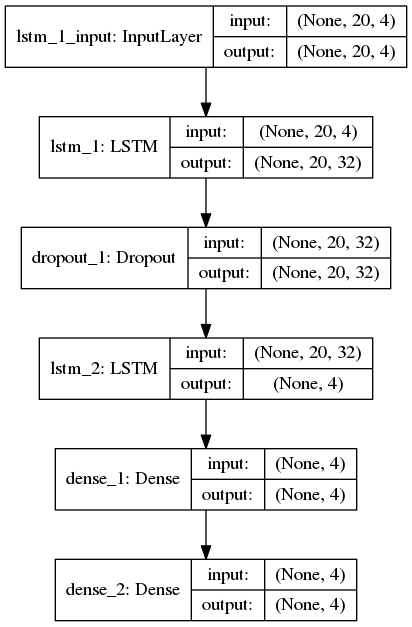 lstm_1_input: InputLayer
input: (None, 20, 4)
output: (None, 20, 4)
lstm_1: LSTM
input: (None, 20, 4)
output: (None, 20, 32)
dropout_1: Dropout
input: (None, 20, 32)
output: (None, 20, 32)
lstm_2: LSTM
input: (None, 20, 32)
output: (None, 4)
dense_1: Dense
input: (None, 4)
output: (None, 4)
dense_2: Dense
input: (None, 4)
output: (None, 4)